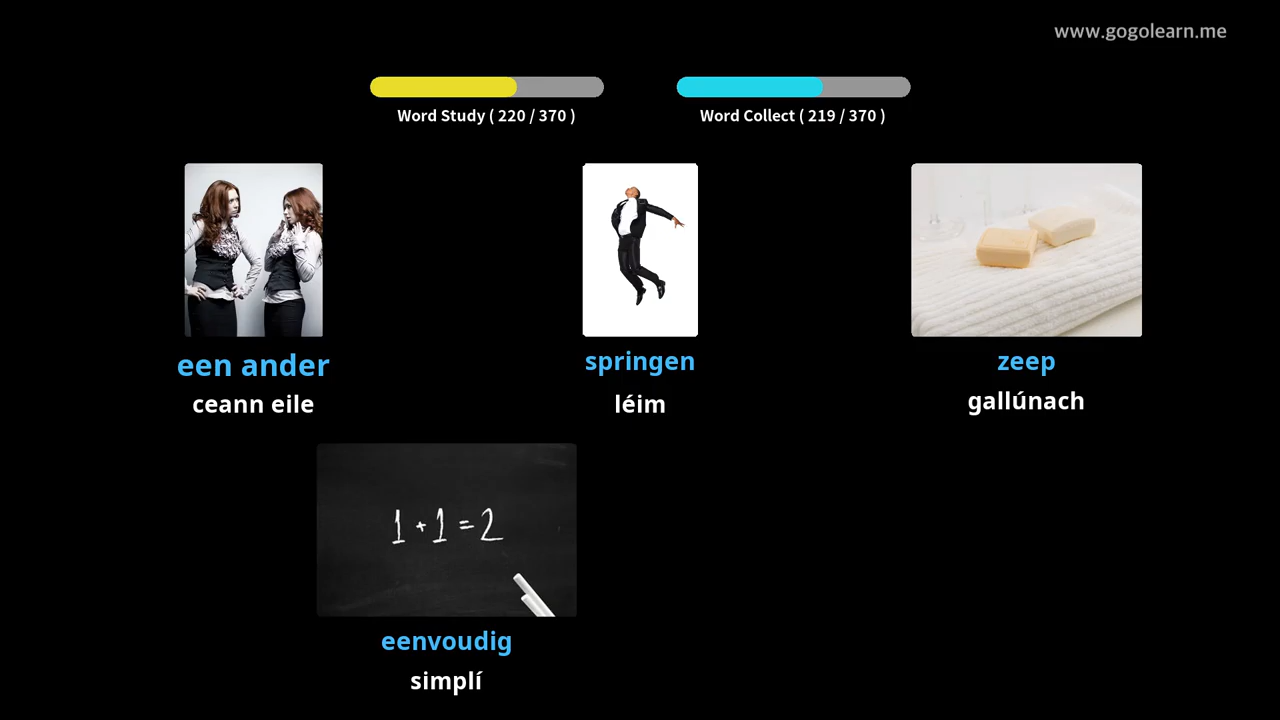 www.gogolearn.me
Word Study ( 220 / 370 )
Word Collect ( 219 / 370 )
een ander
ceann eile
springen
léim
zeep
gallúnach
1 + 1 = 2
eenvoudig
simplí